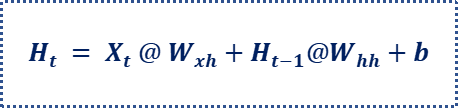 H_t = X_t @ W_xh + H_t−1@W_hh + b